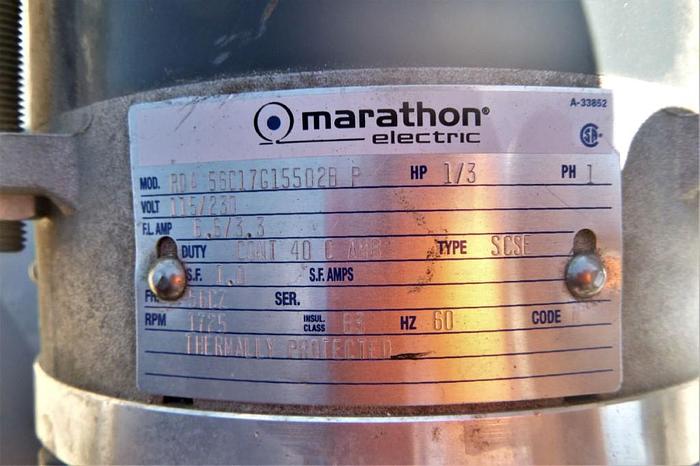 marathon®
electric
A-33852
SA
MOD. 56C17G15502B P HP 1/3 PH 1
VOLT 115/230
F.L. AMP 6.6/3.3
DUTY CONT 40 C AMB TYPE SCSE
S.F. 1.0 S.F. AMPS
SER.
RPM 1725 INSUL. CLASS HZ 60 CODE
THERMALLY PROTECTED